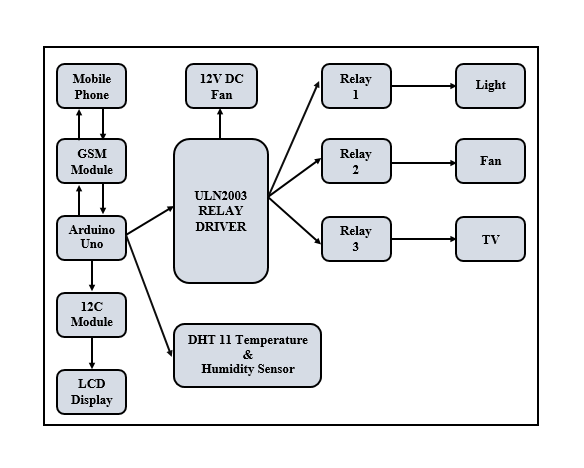 Mobile
Phone
12V DC
Fan
Relay
1
Light
GSM
Module
ULN2003
RELAY
DRIVER
Relay
2
Fan
Arduino
Uno
Relay
3
TV
12C
Module
DHT 11 Temperature
&
Humidity Sensor
LCD
Display